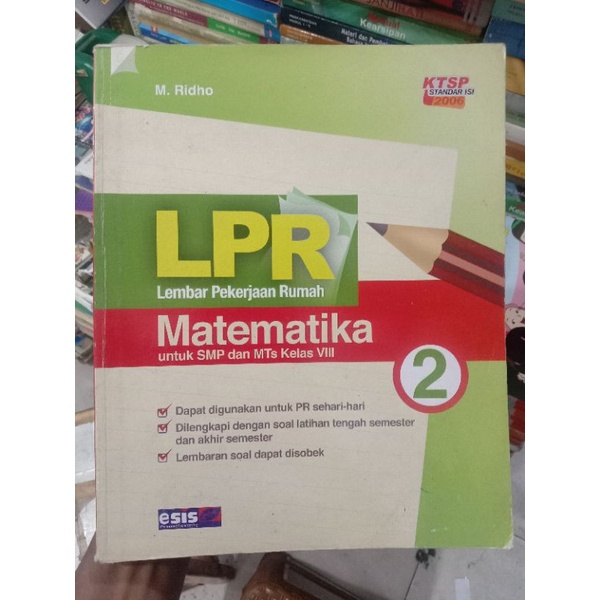 Kearsipan
M. Ridho
KTSP
STANDAR ISI
2006
LPR
Lembar Pekerjaan Rumah
Matematika
untuk SMP dan MTs Kelas VIII
2
Dapat digunakan untuk PR sehari-hari
Dilengkapi dengan soal latihan tengah semester
dan akhir semester
Lembaran soal dapat disobek
esis